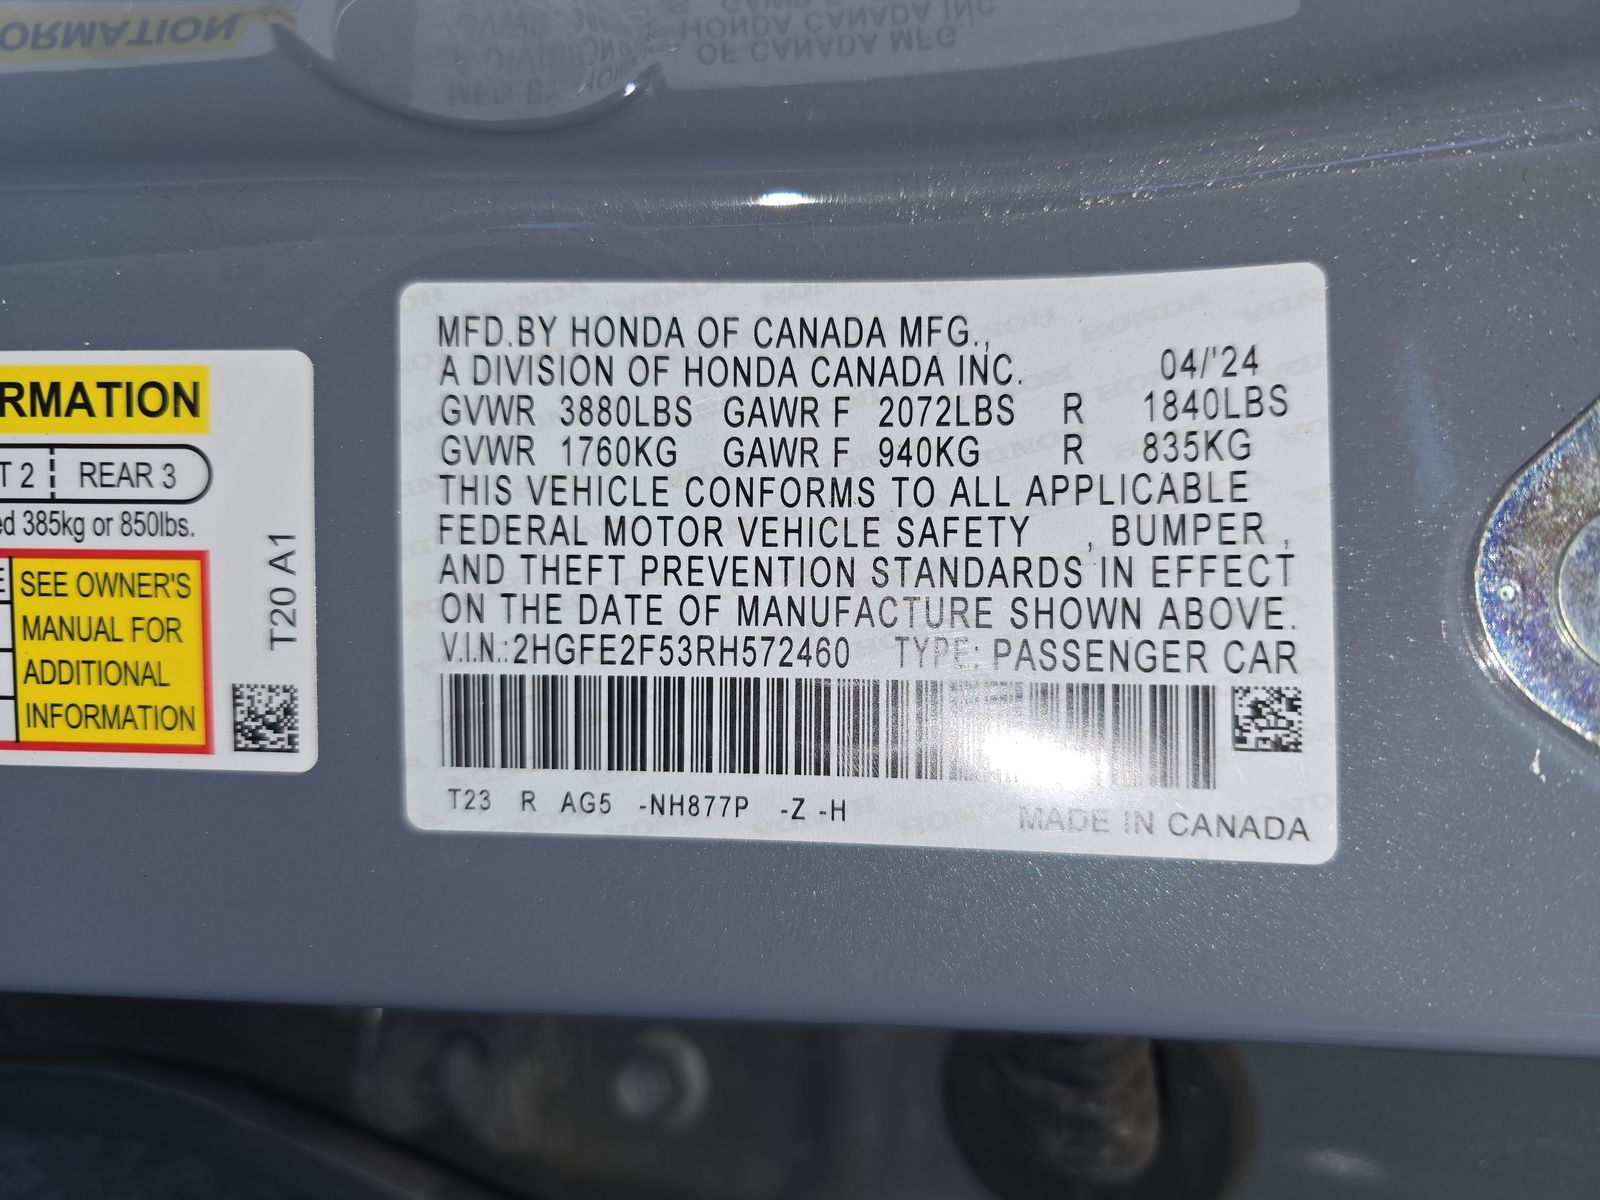 RMATION
T 2 REAR 3
ed 385kg or 850lbs.
E SEE OWNER'S
MANUAL FOR
ADDITIONAL
INFORMATION
T20 A1
MFD.BY HONDA OF CANADA MFG.,
A DIVISION OF HONDA CANADA INC. 04/'24
GVWR 3880LBS GAWR F 2072LBS R 1840LBS
GVWR 1760KG GAWR F 940KG R 835KG
THIS VEHICLE CONFORMS TO ALL APPLICABLE
FEDERAL MOTOR VEHICLE SAFETY , BUMPER ,
AND THEFT PREVENTION STANDARDS IN EFFECT
ON THE DATE OF MANUFACTURE SHOWN ABOVE.
V.I.N.:2HGFE2F53RH572460 TYPE: PASSENGER CAR
T23 R AG5 -NH877P -Z -H
MADE IN CANADA